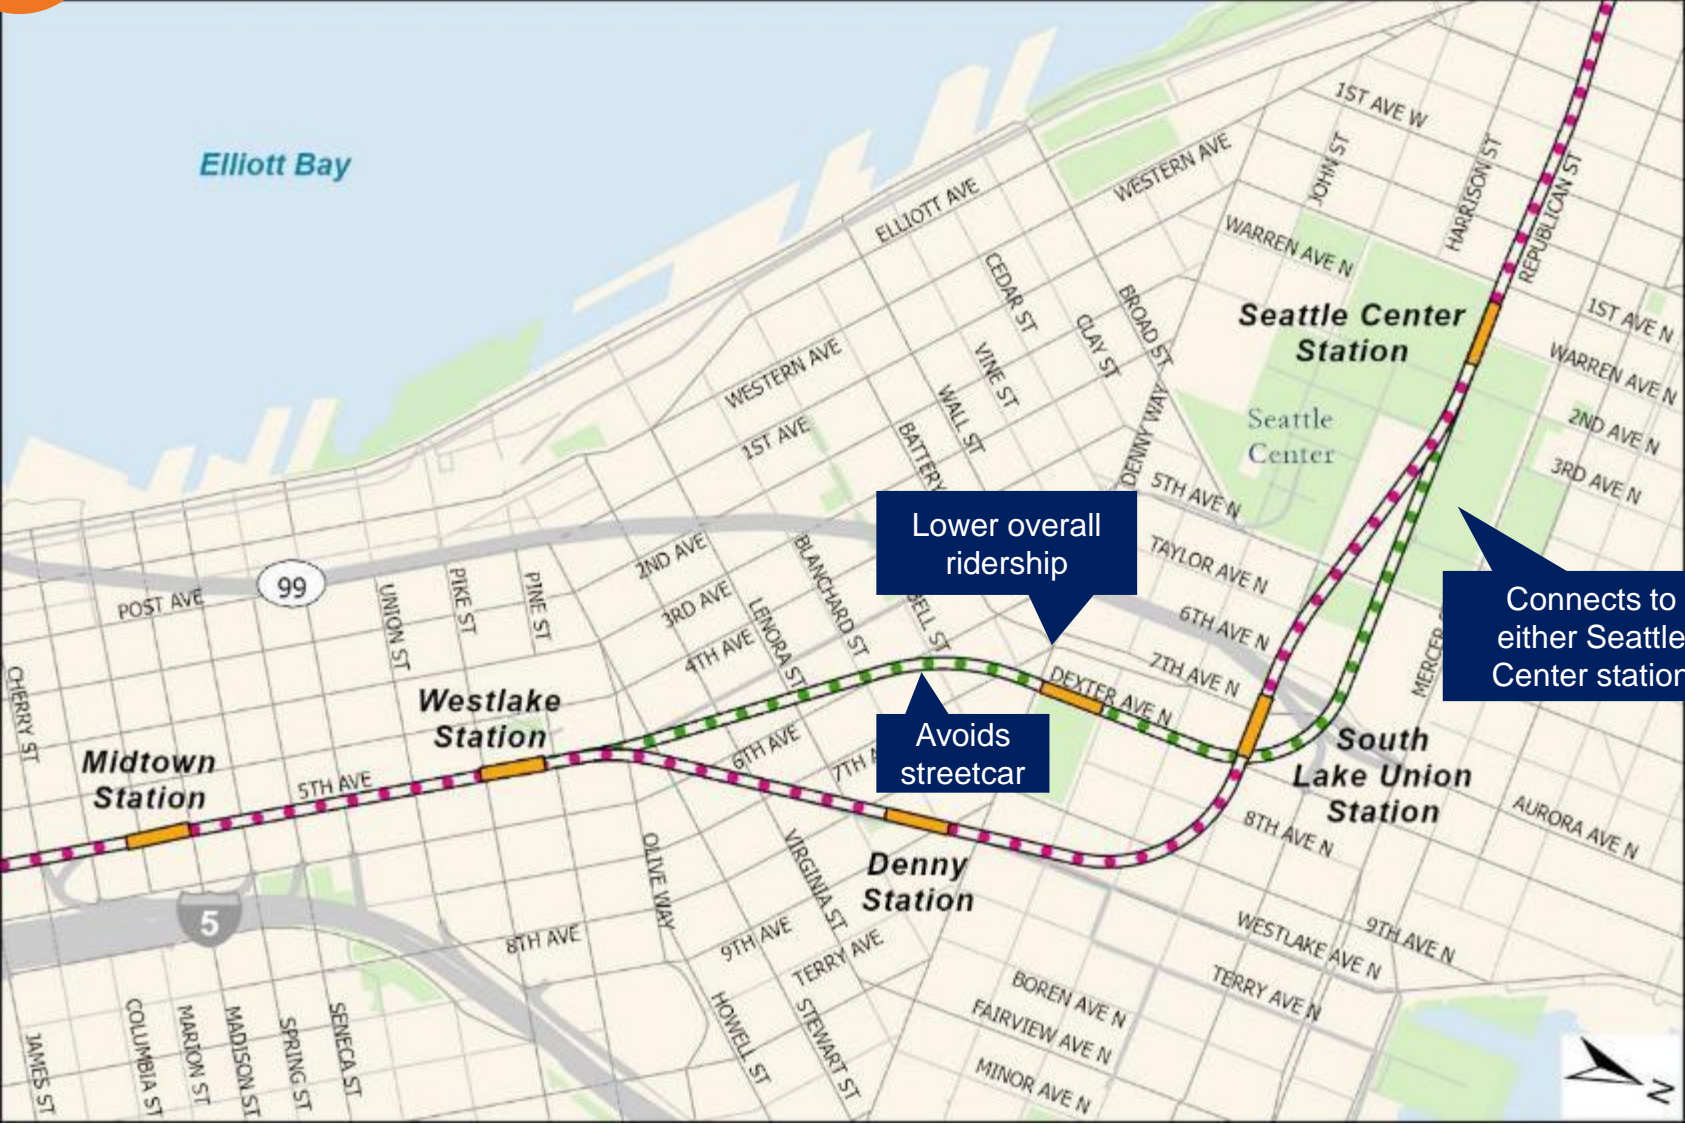 Elliott Bay
1ST AVE W
JOHN ST
HARRISON ST
REPUBLICAN ST
WESTERN AVE
ELLIOTT AVE
WARREN AVE N
CEDAR ST
BROAD ST
CLAY ST
VINE ST
WALL ST
BATTERY
DENNY WAY
Seattle Center
Station
1ST AVE N
WARREN AVE N
2ND AVE N
3RD AVE N
Seattle
Center
WESTERN AVE
1ST AVE
5TH AVE N
TAYLOR AVE N
6TH AVE N
7TH AVE N
DEXTER AVE N
Lower overall
ridership
Connects to
either Seattle
Center station
MERCER
99
POST AVE
UNION ST
PIKE ST
PINE ST
2ND AVE
3RD AVE
4TH AVE
LENORA ST
BLANCHARD ST
BELL ST
CHERRY ST
Midtown
Station
Westlake
Station
5TH AVE
6TH AVE
7TH A
Avoids
streetcar
South
Lake Union
Station
8TH AVE N
AURORA AVE N
Denny
Station
OLIVE WAY
VIRGINIA ST
5
8TH AVE
9TH AVE
TERRY AVE
WESTLAKE AVE N
9TH AVE N
TERRY AVE N
BOREN AVE N
FAIRVIEW AVE N
MINOR AVE N
HOWELL ST
STEWART ST
JAMES ST
COLUMBIA ST
MARION ST
MADISON ST
SPRING ST
SENECA ST
N